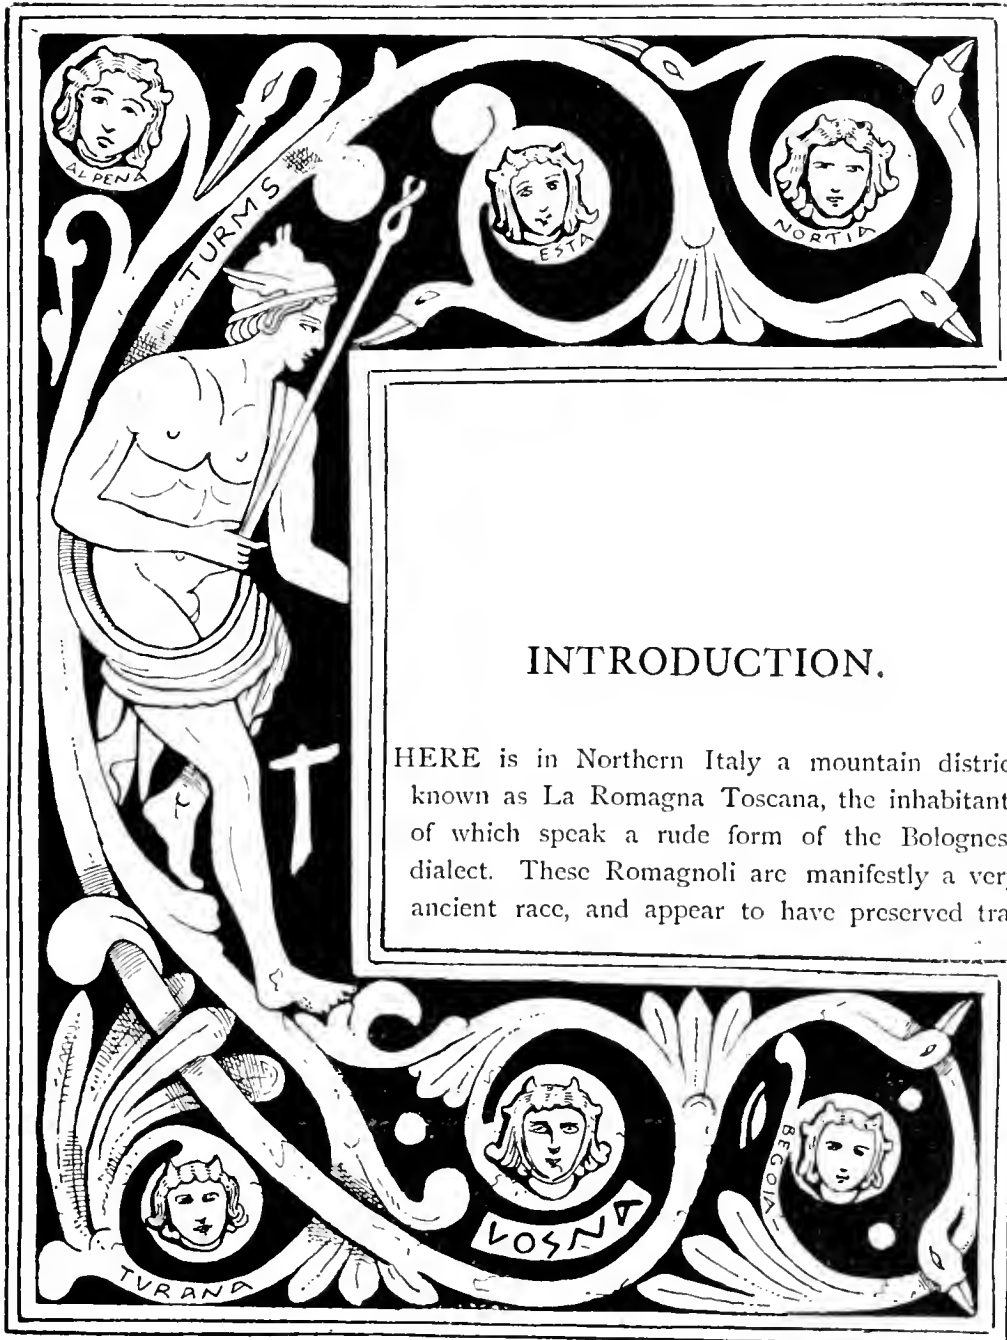 ALPENA
TURMS
ESTA
NORTIA
INTRODUCTION.
THERE is in Northern Italy a mountain distric
known as La Romagna Toscana, the inhabitant
of which speak a rude form of the Bolognes
dialect. These Romagnoli are manifestly a ver
ancient race, and appear to have preserved tra
BEGOIA
LOSNA
TVRANA